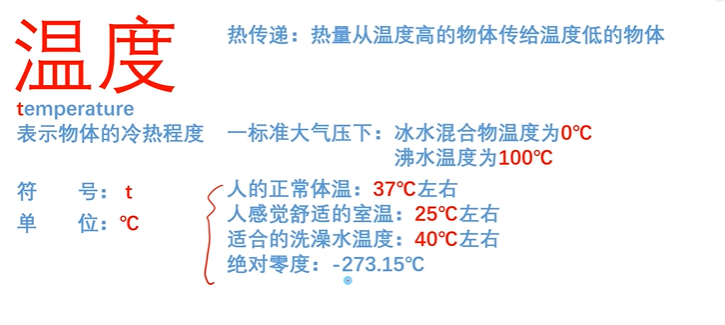 温度
temperature
表示物体的冷热程度
符 号：t
单 位：℃
热传递：热量从温度高的物体传给温度低的物体
一标准大气压下：冰水混合物温度为0℃
沸水温度为100℃
人的正常体温：37℃左右
人感觉舒适的室温：25℃左右
适合的洗澡水温度：40℃左右
绝对零度：-273.15℃